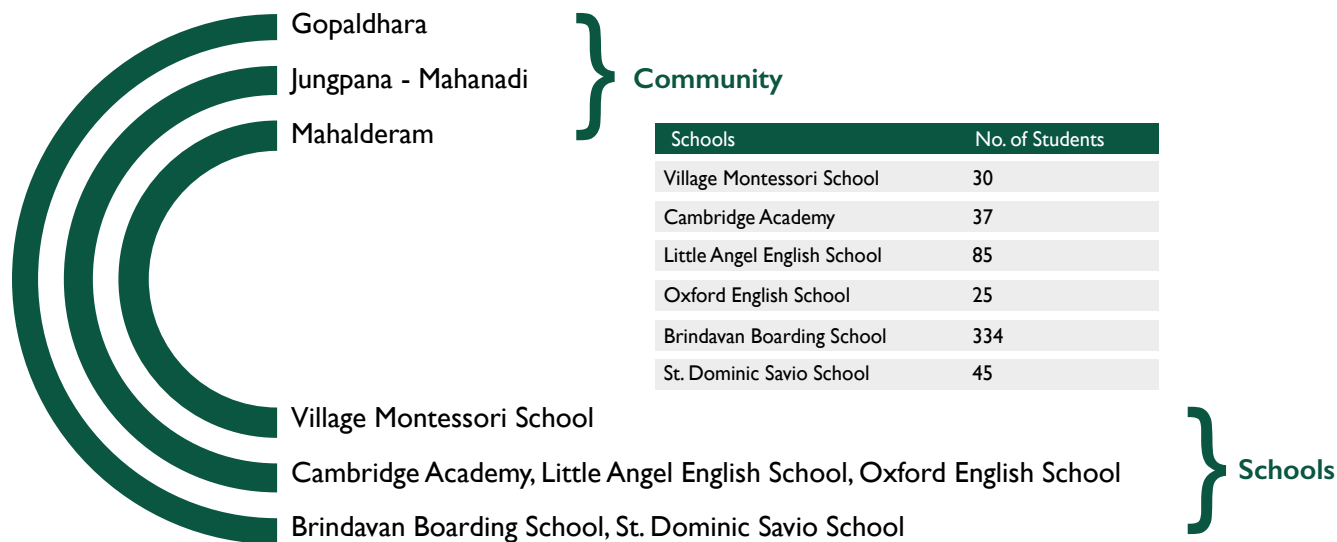 Gopaldhara
Jungpana - Mahanadi
Mahalderam
Community
Schools No. of Students
Village Montessori School 30
Cambridge Academy 37
Little Angel English School 85
Oxford English School 25
Brindavan Boarding School 334
St. Dominic Savio School 45
Village Montessori School
Cambridge Academy, Little Angel English School, Oxford English School
Brindavan Boarding School, St. Dominic Savio School
Schools